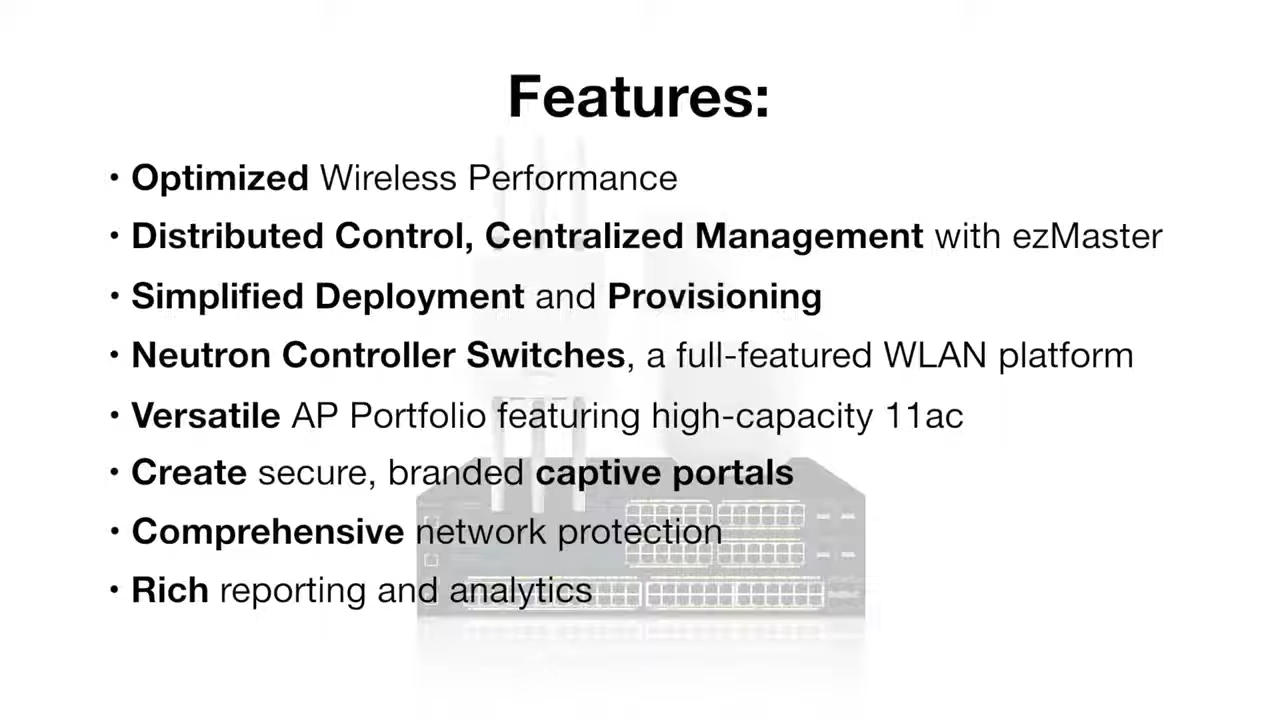 Features:
• Optimized Wireless Performance
• Distributed Control, Centralized Management with ezMaster
• Simplified Deployment and Provisioning
• Neutron Controller Switches, a full-featured WLAN platform
• Versatile AP Portfolio featuring high-capacity 11ac
• Create secure, branded captive portals
• Comprehensive network protection
• Rich reporting and analytics